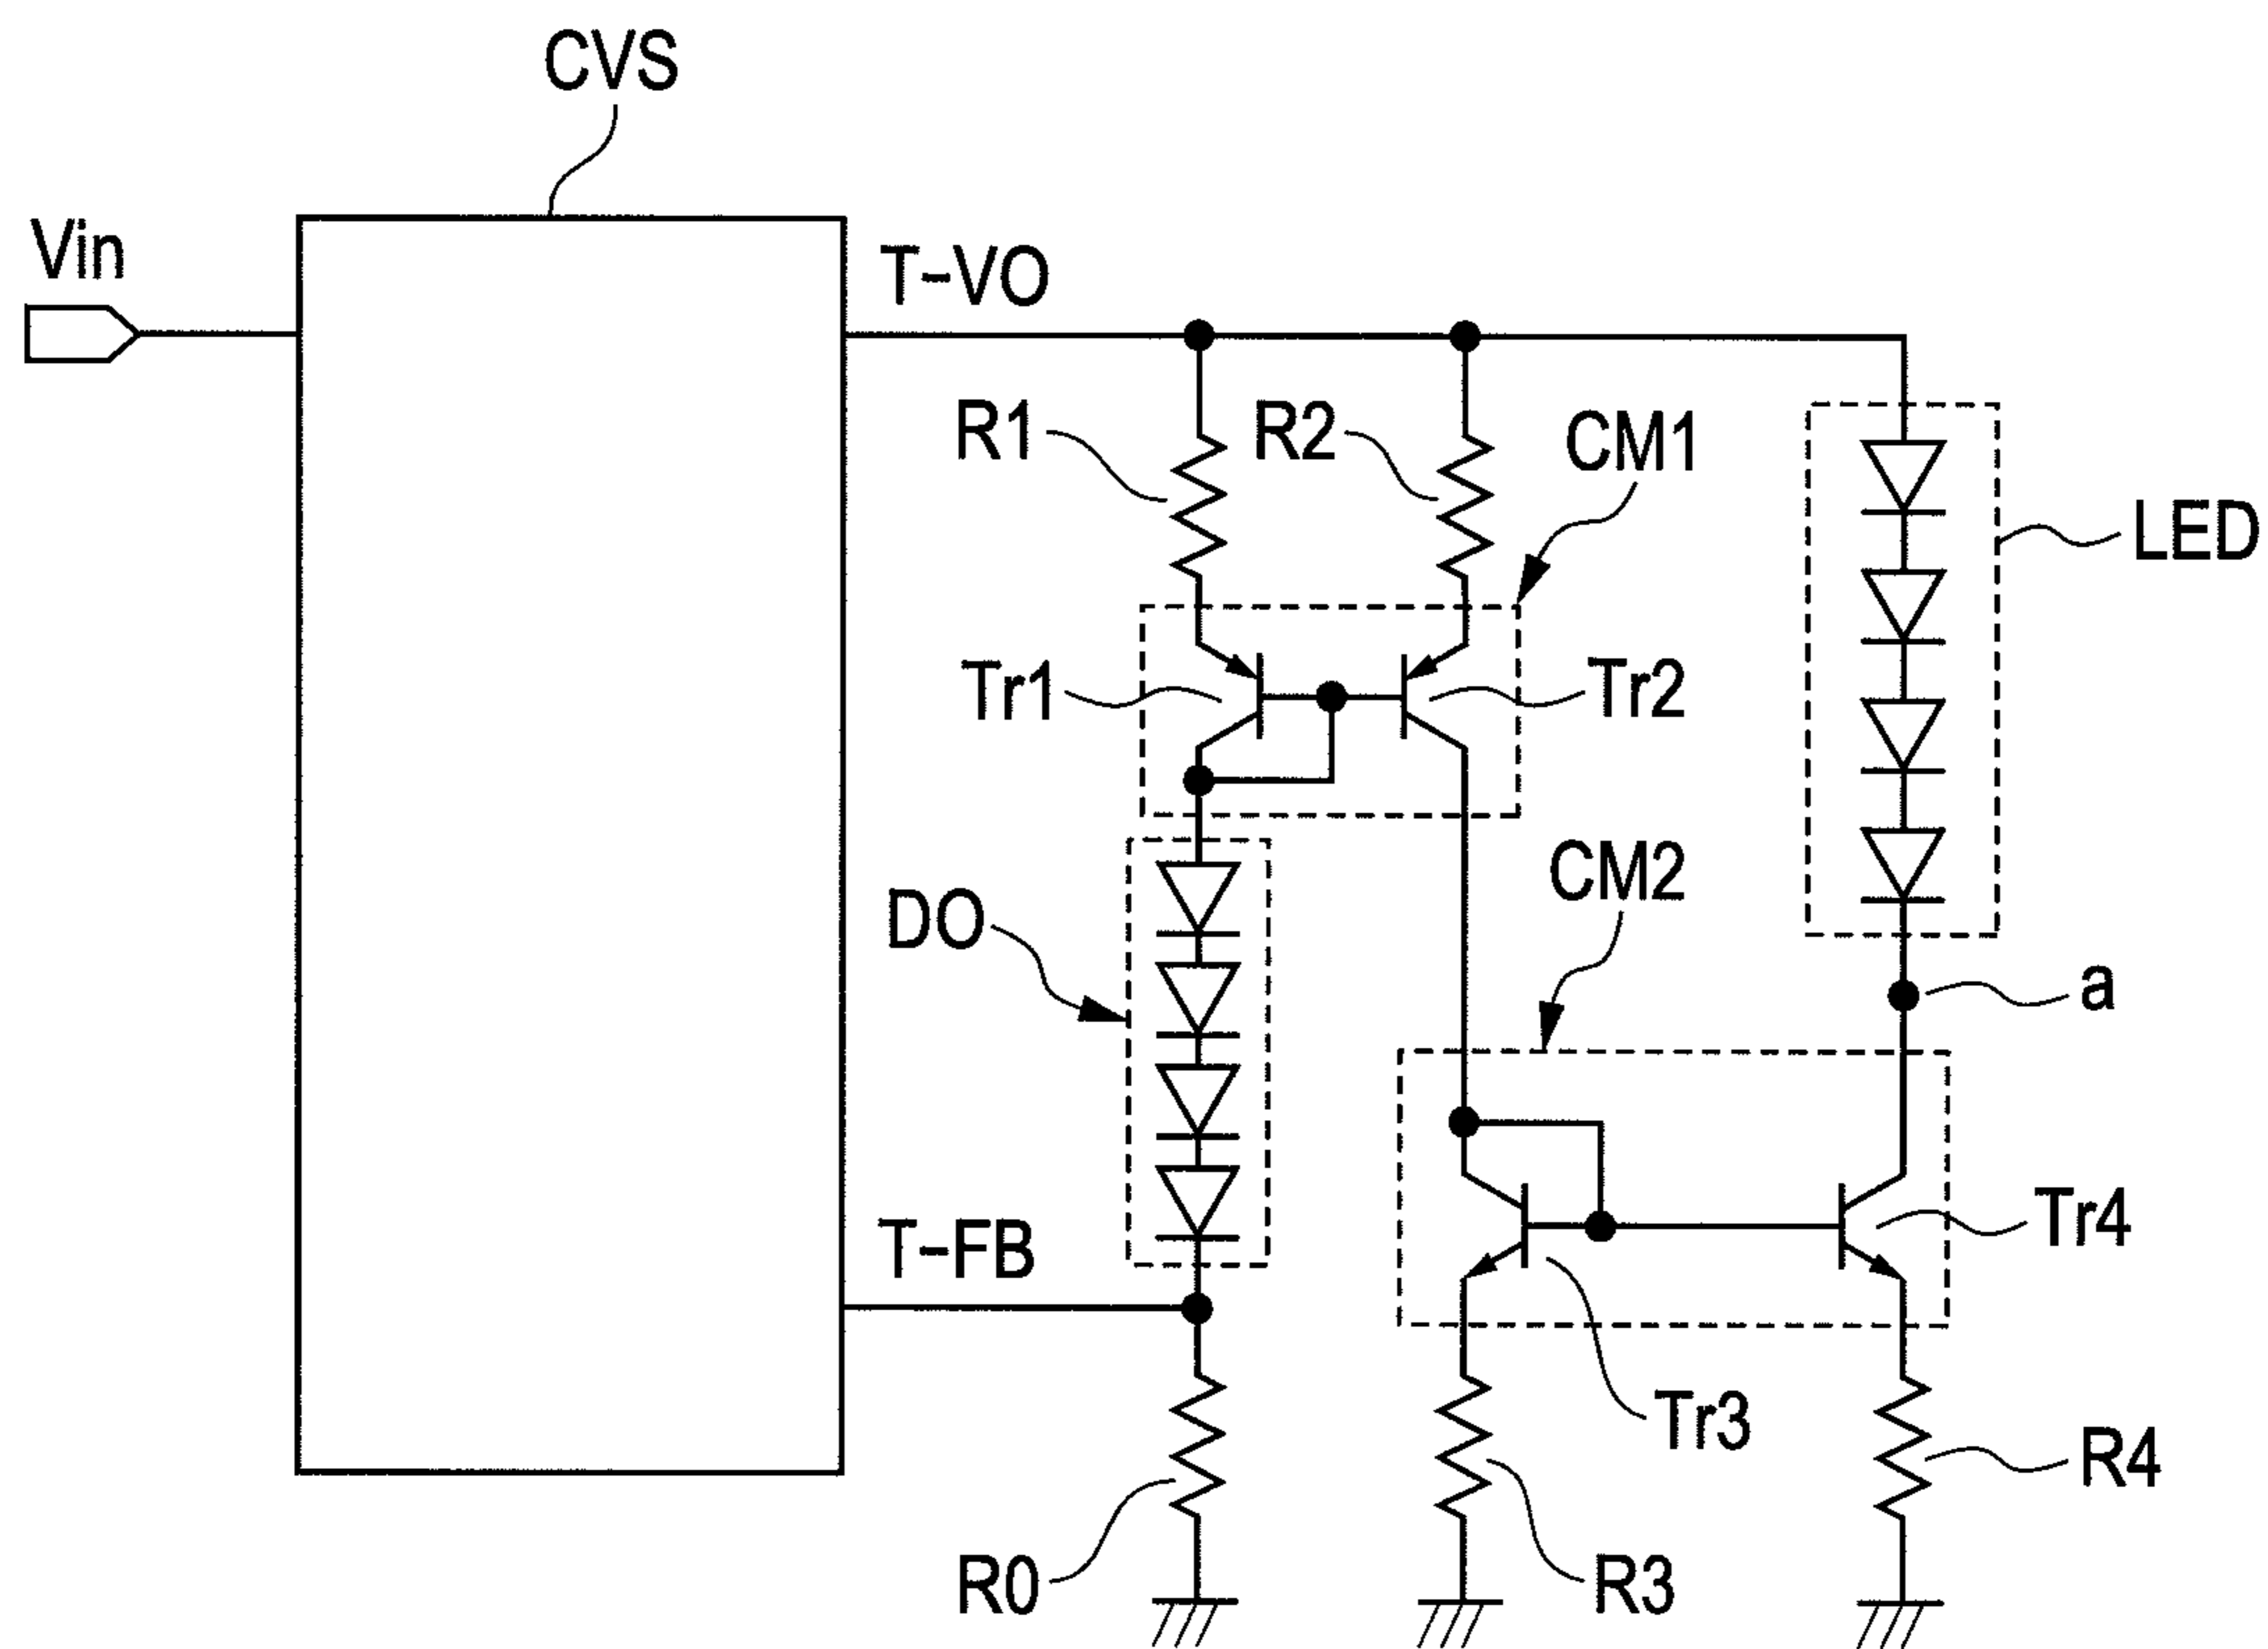 CVS
Vin
T-VO
R1
R2
CM1
LED
Tr1
Tr2
DO
CM2
a
T-FB
Tr4
Tr3
R4
R0
R3